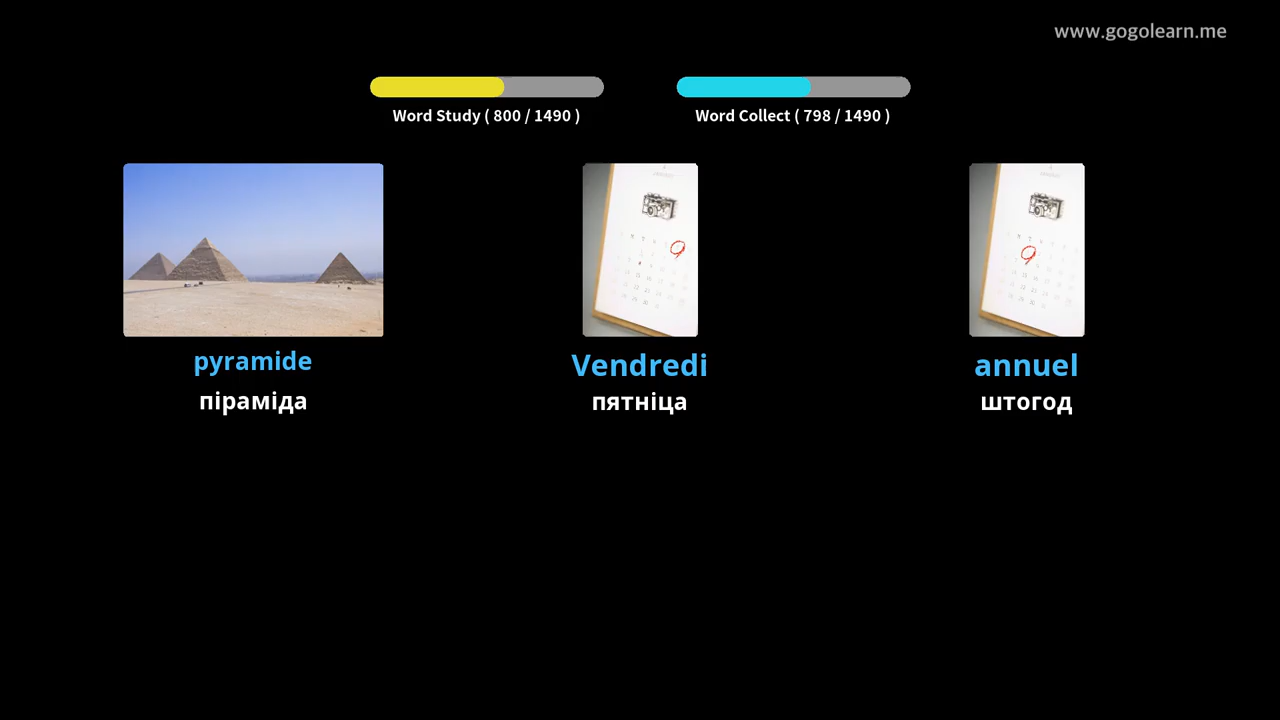 www.gogolearn.me
Word Study ( 800 / 1490 )
Word Collect ( 798 / 1490 )
pyramide
піраміда
Vendredi
пятніца
annuel
штогод